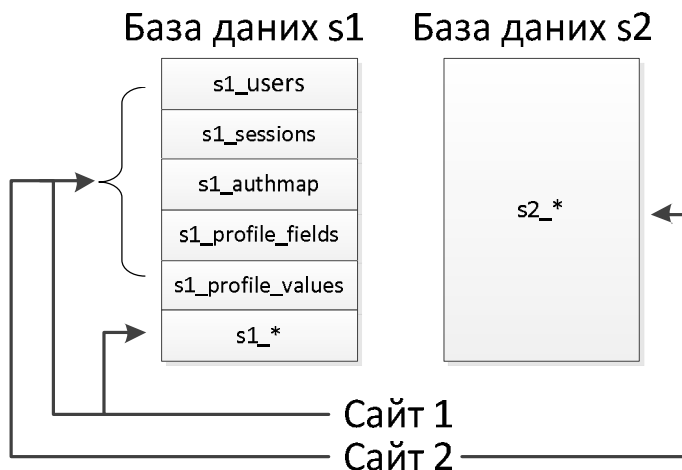 База даних s1
База даних s2
s1_users
s1_sessions
s1_authmap
s1_profile_fields
s1_profile_values
s1_*
s2_*
Сайт 1
Сайт 2